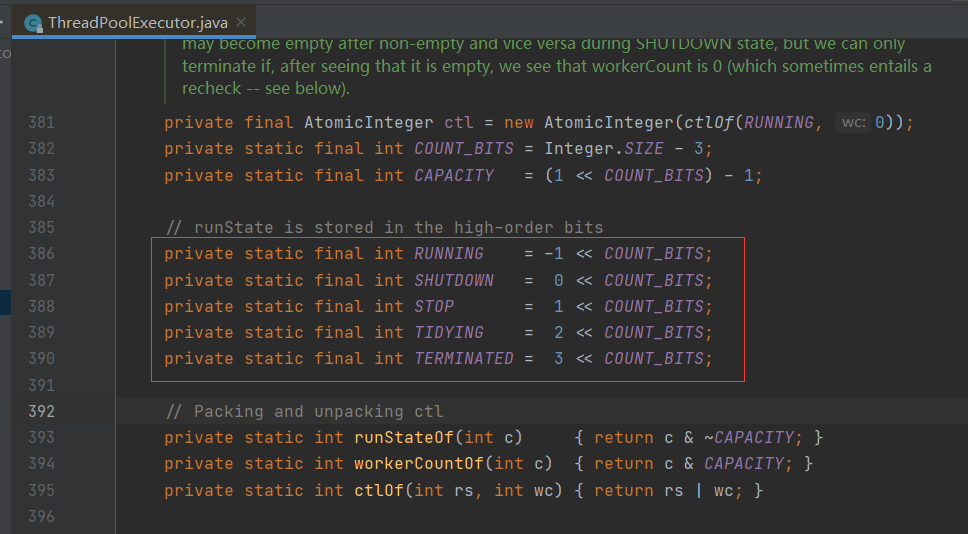 ThreadPoolExecutor.java
may become empty after non-empty and vice versa during SHUTDOWN state, but we can only
terminate if, after seeing that it is empty, we see that workerCount is 0 (which sometimes entails a
recheck -- see below).
381 private final AtomicInteger ctl = new AtomicInteger(ctlOf(RUNNING, wc: 0));
382 private static final int COUNT_BITS = Integer.SIZE - 3;
383 private static final int CAPACITY   = (1 << COUNT_BITS) - 1;
384
385 // runState is stored in the high-order bits
386 private static final int RUNNING    = -1 << COUNT_BITS;
387 private static final int SHUTDOWN   =  0 << COUNT_BITS;
388 private static final int STOP       =  1 << COUNT_BITS;
389 private static final int TIDYING    =  2 << COUNT_BITS;
390 private static final int TERMINATED =  3 << COUNT_BITS;
391
392 // Packing and unpacking ctl
393 private static int runStateOf(int c)     { return c & ~CAPACITY; }
394 private static int workerCountOf(int c)  { return c & CAPACITY; }
395 private static int ctlOf(int rs, int wc) { return rs | wc; }
396